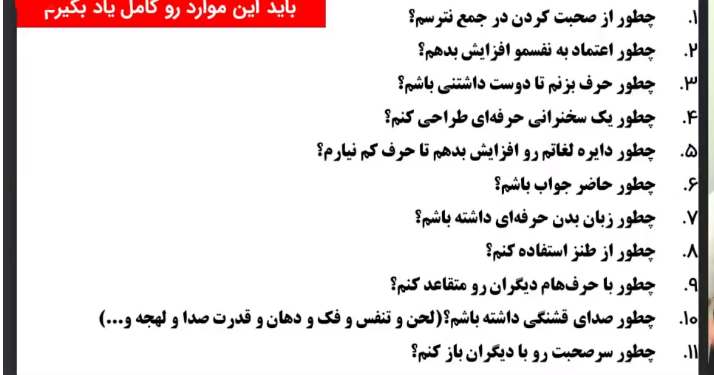 باید این موارد رو کامل یاد بگیرم
۱. چطور از صحبت کردن در جمع نترسم؟
۲. چطور اعتماد به نفسمو افزایش بدهم؟
۳. چطور حرف بزنم تا دوست داشتنی باشم؟
۴. چطور یک سخنرانی حرفه‌ای طراحی کنم؟
۵. چطور دایره لغاتم رو افزایش بدهم تا حرف کم نیارم؟
۶. چطور حاضر جواب باشم؟
۷. چطور زبان بدن حرفه‌ای داشته باشم؟
۸. چطور از طنز استفاده کنم؟
۹. چطور با حرف‌هام دیگران رو متقاعد کنم؟
۱۰. چطور صدای قشنگی داشته باشم؟(لحن و تنفس و فک و دهان و قدرت صدا و لهجه و...)
۱۱. چطور سرصحبت رو با دیگران باز کنم؟